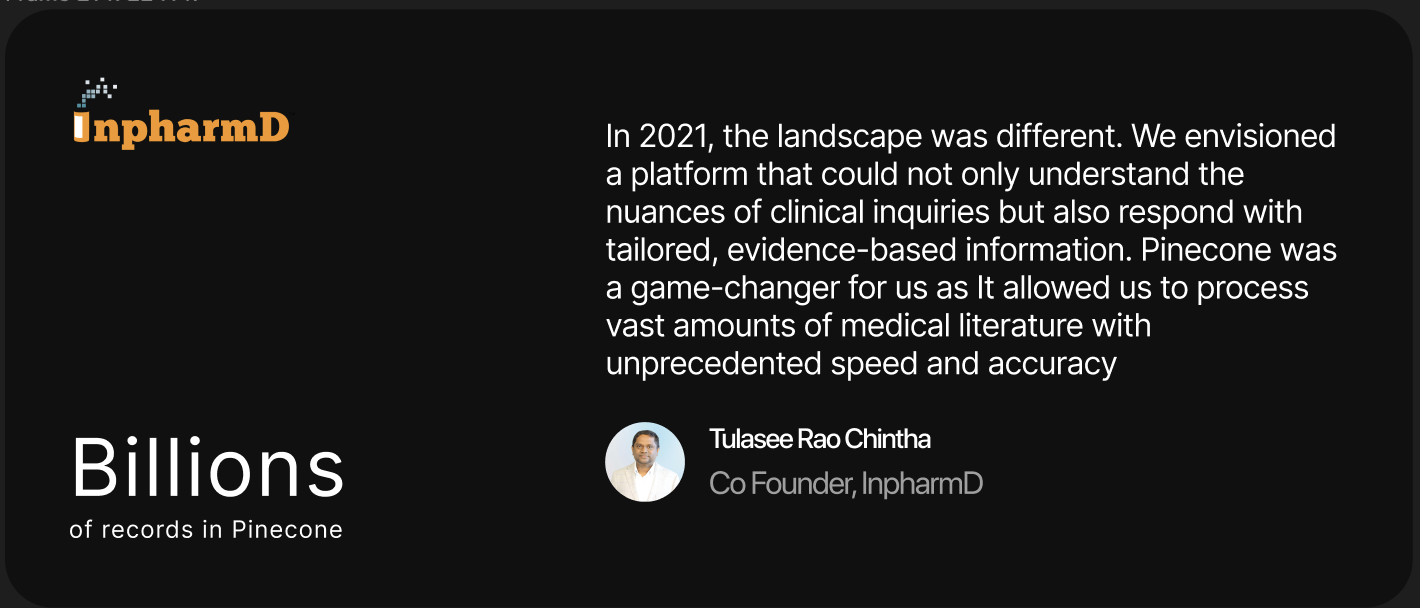 InpharmD
In 2021, the landscape was different. We envisioned
a platform that could not only understand the
nuances of clinical inquiries but also respond with
tailored, evidence-based information. Pinecone was
a game-changer for us as It allowed us to process
vast amounts of medical literature with
unprecedented speed and accuracy
Tulasee Rao Chintha
Co Founder, InpharmD
Billions
of records in Pinecone